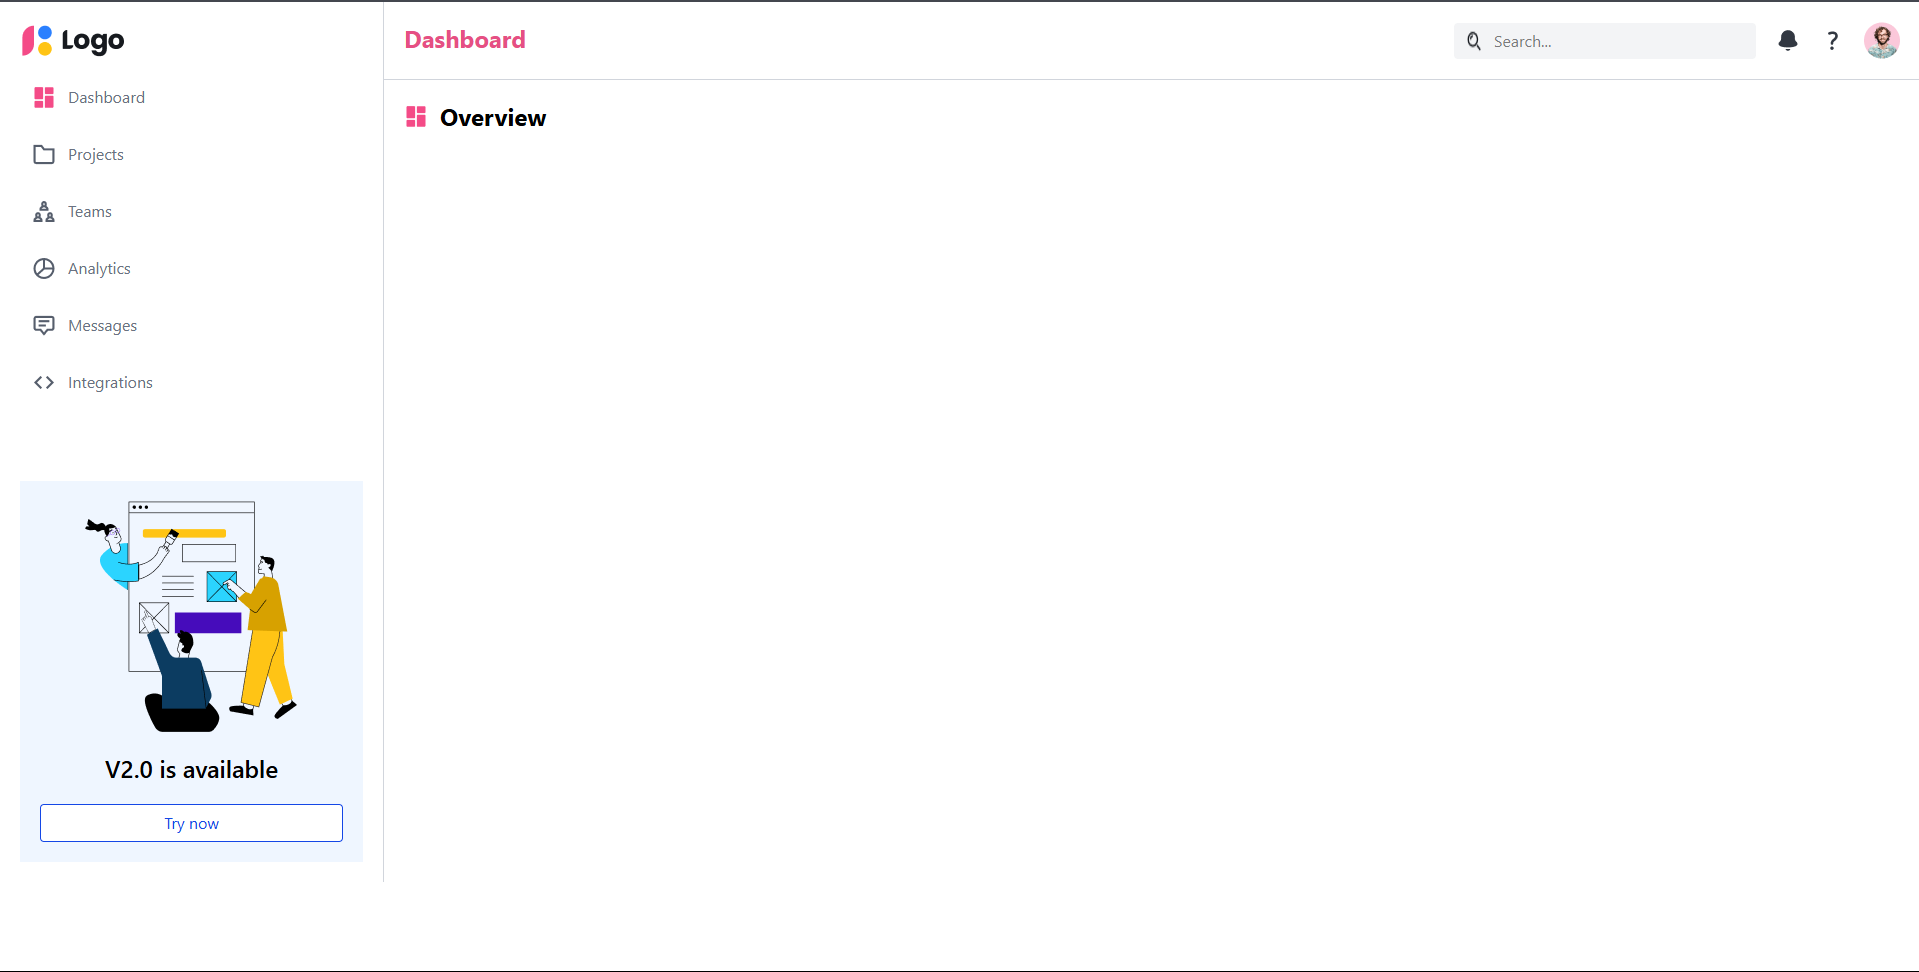 Logo
Dashboard
Projects
Teams
Analytics
Messages
Integrations
V2.0 is available
Try now
Dashboard
Search...
?
Overview